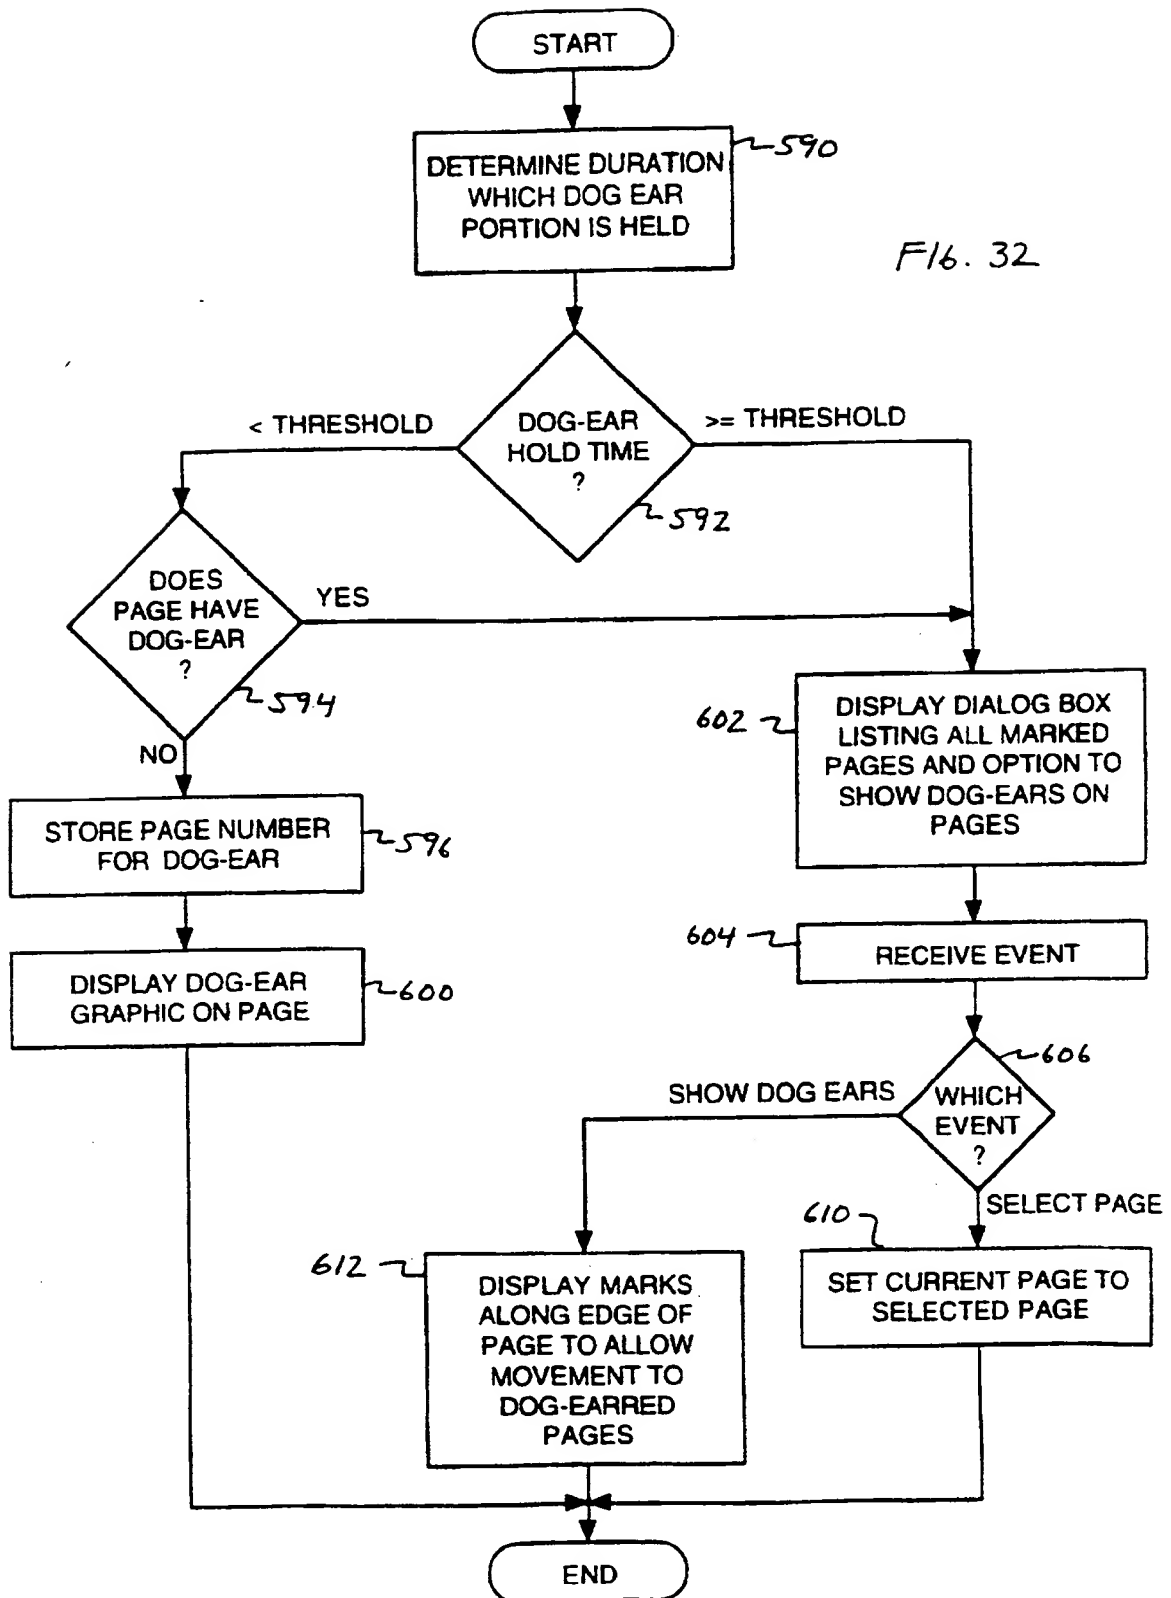 START
DETERMINE DURATION
WHICH DOG EAR
PORTION IS HELD
590
FIG. 32
< THRESHOLD
DOG-EAR
HOLD TIME
?
>= THRESHOLD
592
DOES
PAGE HAVE
DOG-EAR
?
YES
594
NO
STORE PAGE NUMBER
FOR DOG-EAR
596
DISPLAY DOG-EAR
GRAPHIC ON PAGE
600
602
DISPLAY DIALOG BOX
LISTING ALL MARKED
PAGES AND OPTION TO
SHOW DOG-EARS ON
PAGES
604
RECEIVE EVENT
606
SHOW DOG EARS
WHICH
EVENT
?
SELECT PAGE
610
SET CURRENT PAGE TO
SELECTED PAGE
612
DISPLAY MARKS
ALONG EDGE OF
PAGE TO ALLOW
MOVEMENT TO
DOG-EARRED
PAGES
END